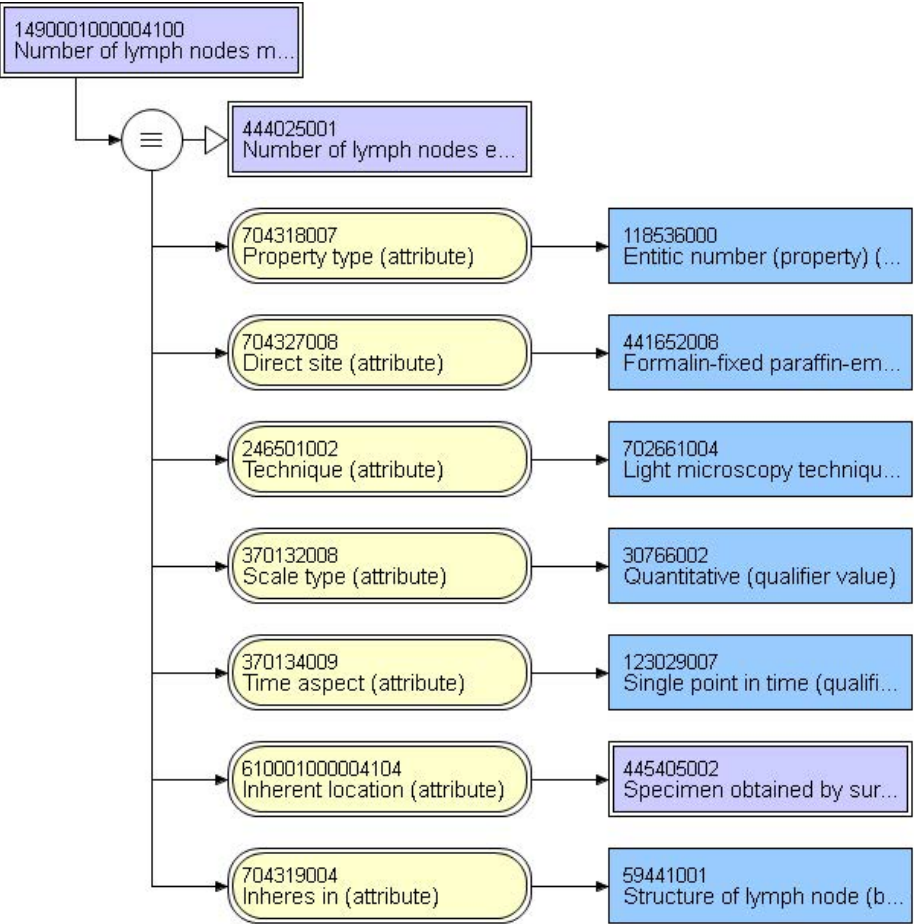 1490001000004100
Number of lymph nodes m...
444025001
Number of lymph nodes e...
704318007
Property type (attribute)
118536000
Entitic number (property) (...
704327008
Direct site (attribute)
441652008
Formalin-fixed paraffin-em...
246501002
Technique (attribute)
702661004
Light microscopy techniqu...
370132008
Scale type (attribute)
30766002
Quantitative (qualifier value)
370134009
Time aspect (attribute)
123029007
Single point in time (qualifi...
610001000004104
Inherent location (attribute)
445405002
Specimen obtained by sur...
704319004
Inheres in (attribute)
59441001
Structure of lymph node (b...